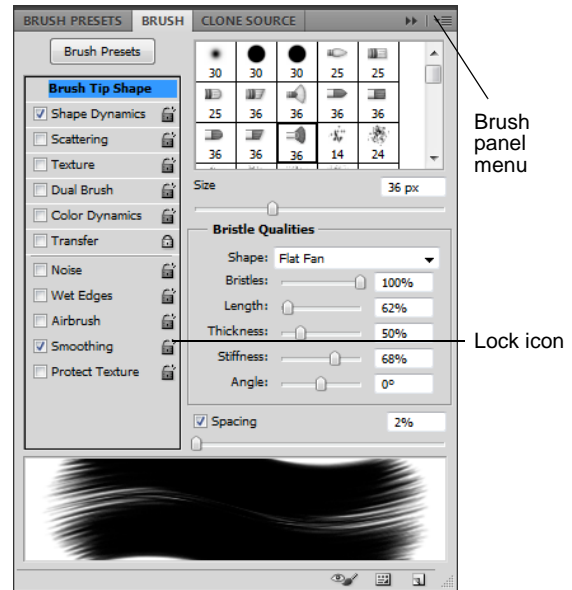 BRUSH PRESETS BRUSH CLONE SOURCE
Brush Presets
Brush Tip Shape
Shape Dynamics
Scattering
Texture
Dual Brush
Color Dynamics
Transfer
Noise
Wet Edges
Airbrush
Smoothing
Protect Texture
30 30 30 25 25
25 36 36 36 36
36 36 36 14 24
Size 36 px
Bristle Qualities
Shape: Flat Fan
Bristles: 100%
Length: 62%
Thickness: 50%
Stiffness: 68%
Angle: 0°
Spacing 2%
Brush
panel
menu
Lock icon